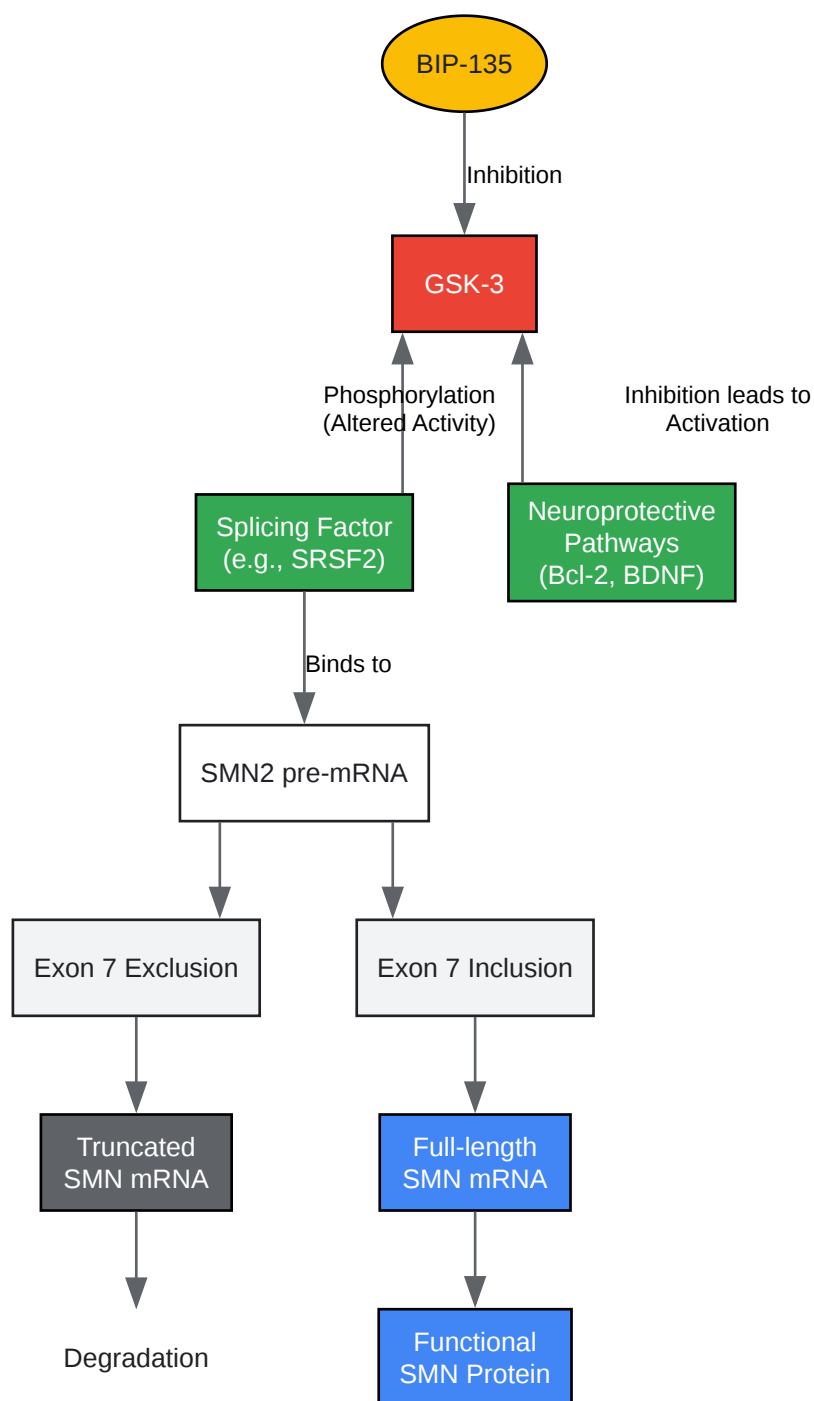 BIP-135
Inhibition
GSK-3
Phosphorylation
(Altered Activity)
Inhibition leads to
Activation
Splicing Factor
(e.g., SRSF2)
Neuroprotective
Pathways
(Bcl-2, BDNF)
Binds to
SMN2 pre-mRNA
Exon 7 Exclusion
Exon 7 Inclusion
Truncated
SMN mRNA
Full-length
SMN mRNA
Degradation
Functional
SMN Protein